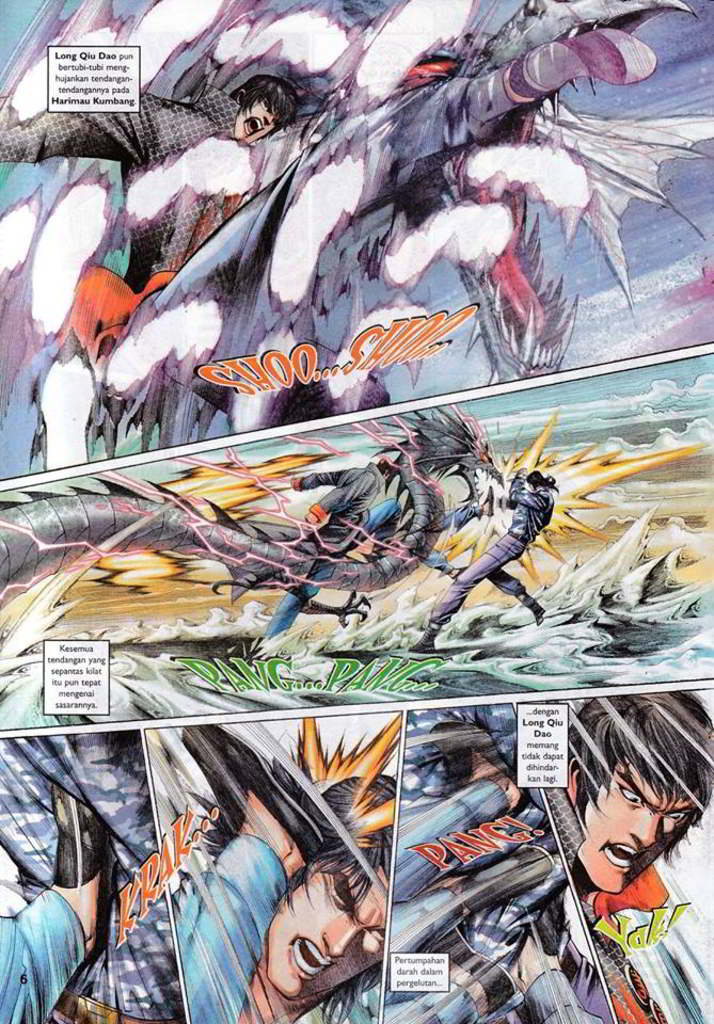 Long Qiu Dao pun
bertubi-tubi meng-
hujankan tendangan-
tendangannya pada
Harimau Kumbang.
SHOO...SHOO...
Kesemua
tendangan yang
sepantas kilat
itu pun tepat
mengenai
sasarannya.
PANG...PANG...
KRAK...
PANG!
...dengan
Long Qiu
Dao
memang
tidak dapat
dihindar-
kan lagi.
Yah!
Pertumpahan
darah dalam
pergelutan...
6